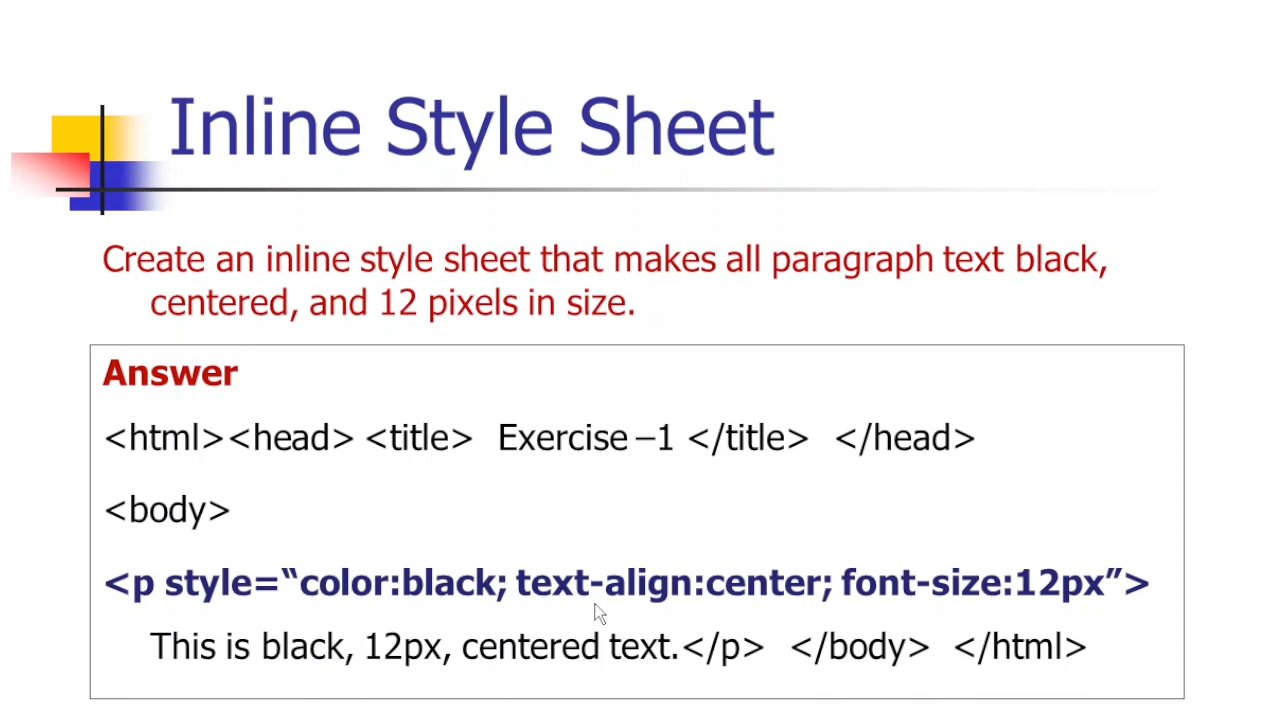 Inline Style Sheet
Create an inline style sheet that makes all paragraph text black,
centered, and 12 pixels in size.
Answer
<html><head> <title>  Exercise –1 </title>  </head>
<body>
<p style=“color:black; text-align:center; font-size:12px”>
This is black, 12px, centered text.</p>  </body>  </html>